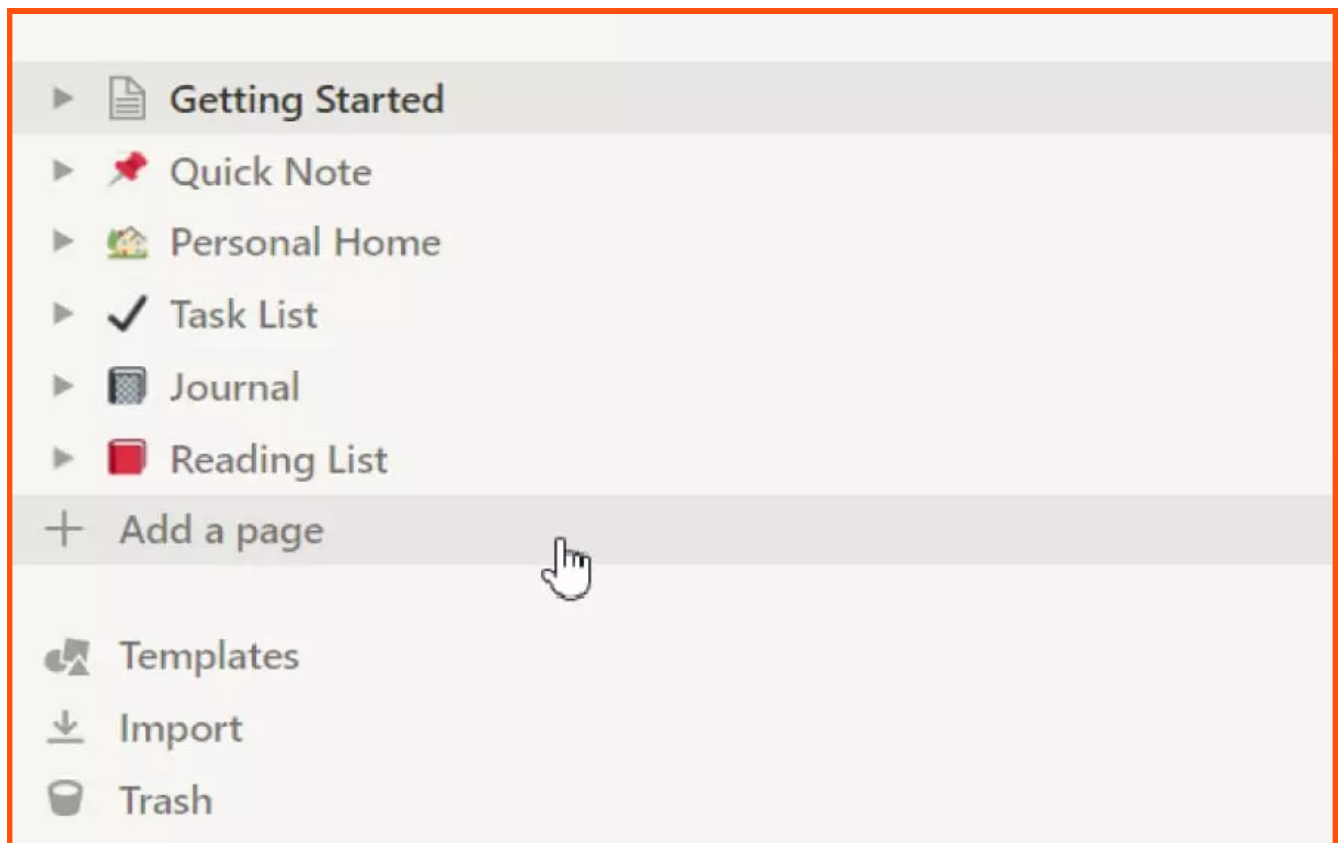 Getting Started
Quick Note
Personal Home
Task List
Journal
Reading List
Add a page
Templates
Import
Trash